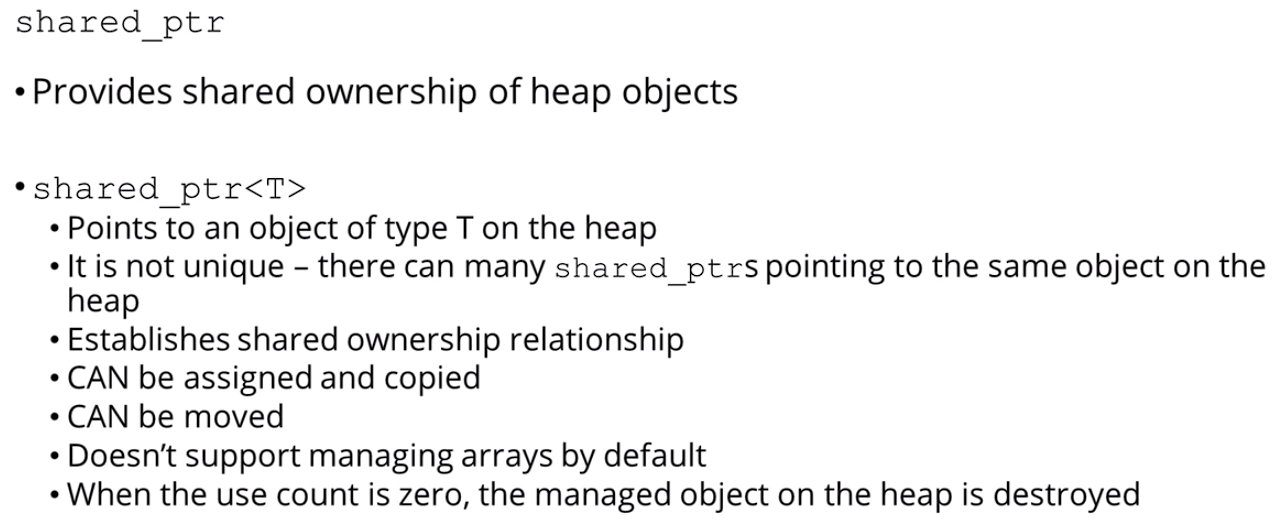 shared_ptr
• Provides shared ownership of heap objects
• shared_ptr<T>
• Points to an object of type T on the heap
• It is not unique – there can many shared_ptrs pointing to the same object on the
heap
• Establishes shared ownership relationship
• CAN be assigned and copied
• CAN be moved
• Doesn’t support managing arrays by default
• When the use count is zero, the managed object on the heap is destroyed